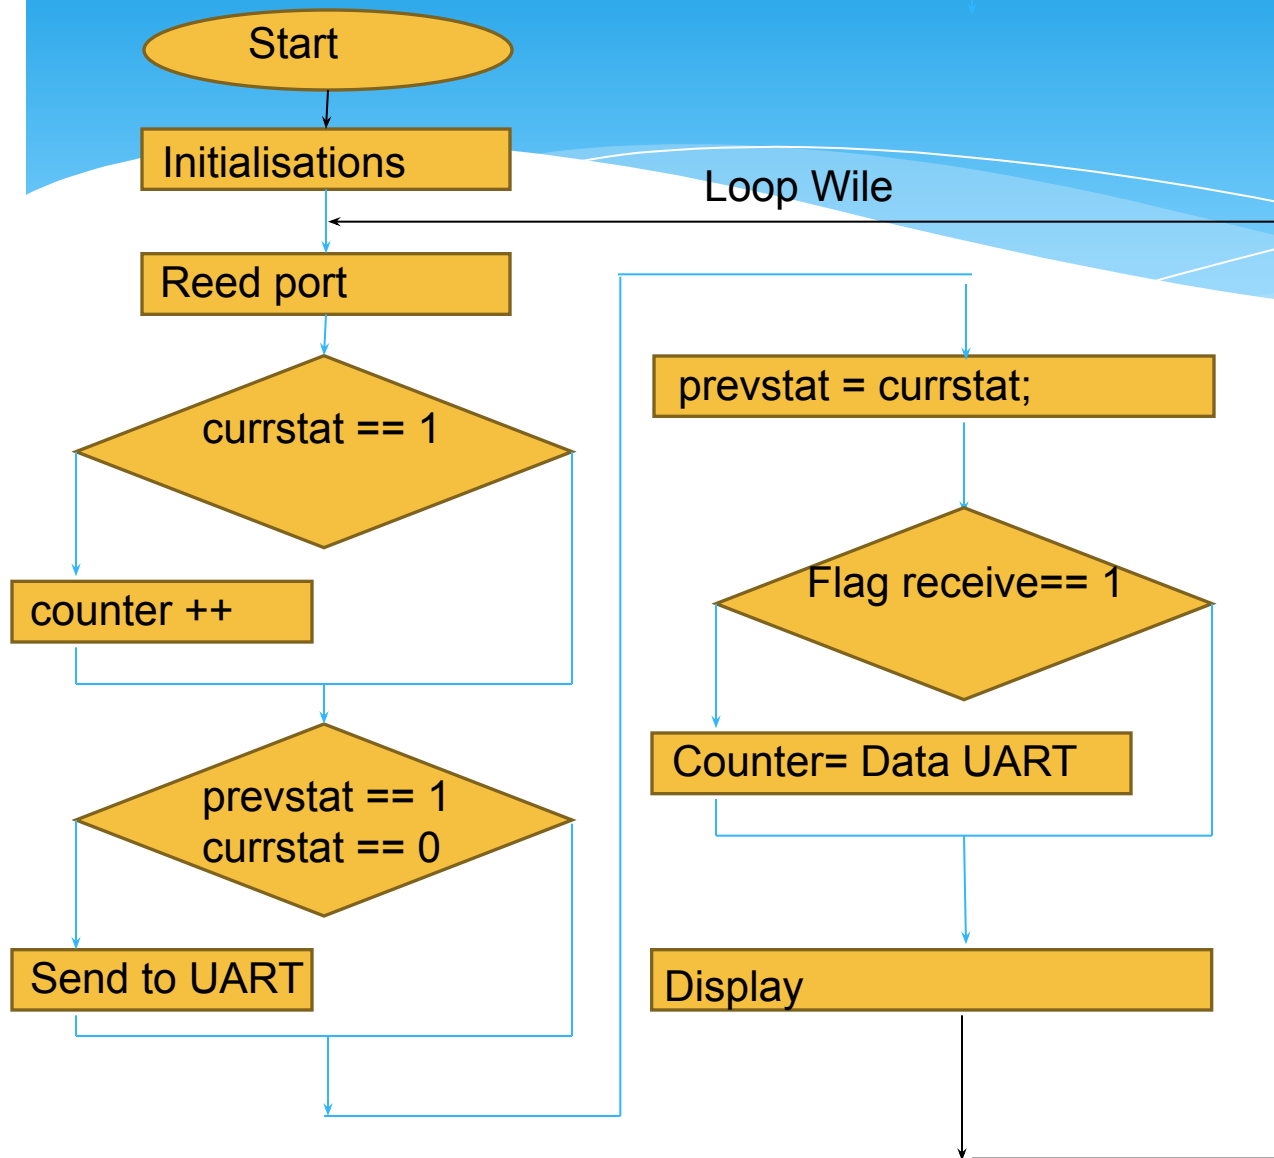 Start
Initialisations
Loop Wile
Reed port
currstat == 1
counter ++
prevstat == 1
currstat == 0
Send to UART
prevstat = currstat;
Flag receive== 1
Counter= Data UART
Display